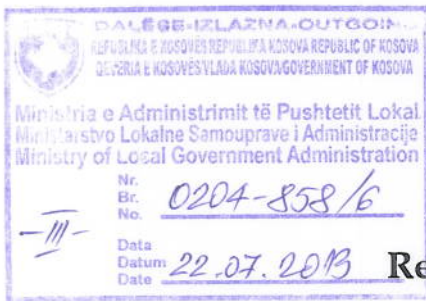 DALËSE-IZLAZNA-OUTGOIN
REPUBLIKA E KOSOVËS REPUBLIKA KOSOVA REPUBLIC OF KOSOVA
QEVERIA E KOSOVËS VLADA KOSOVA GOVERNMENT OF KOSOVA
Ministria e Administrimit të Pushtetit Lokal
Ministarstvo Lokalne Samouprave i Administracije
Ministry of Local Government Administration
Nr.
Br. 0204-858/6
No.
-III-
Data
Datum 22.07.2013
Date
Re